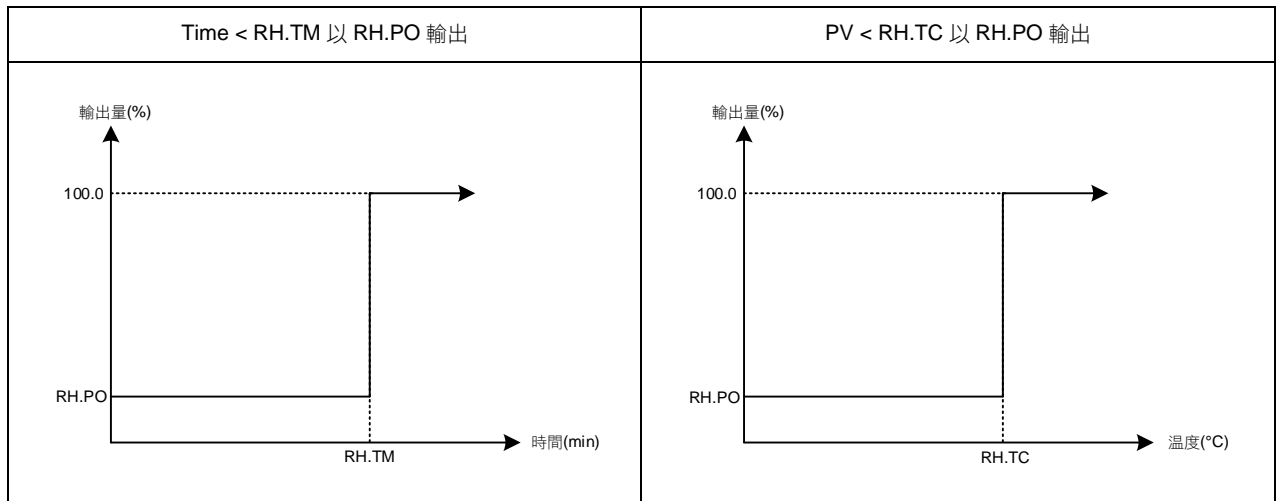 Time < RH.TM 以 RH.PO 輸出
PV < RH.TC 以 RH.PO 輸出
輸出量(%)
100.0
RH.PO
RH.TM
時間(min)
輸出量(%)
100.0
RH.PO
RH.TC
温度(°C)